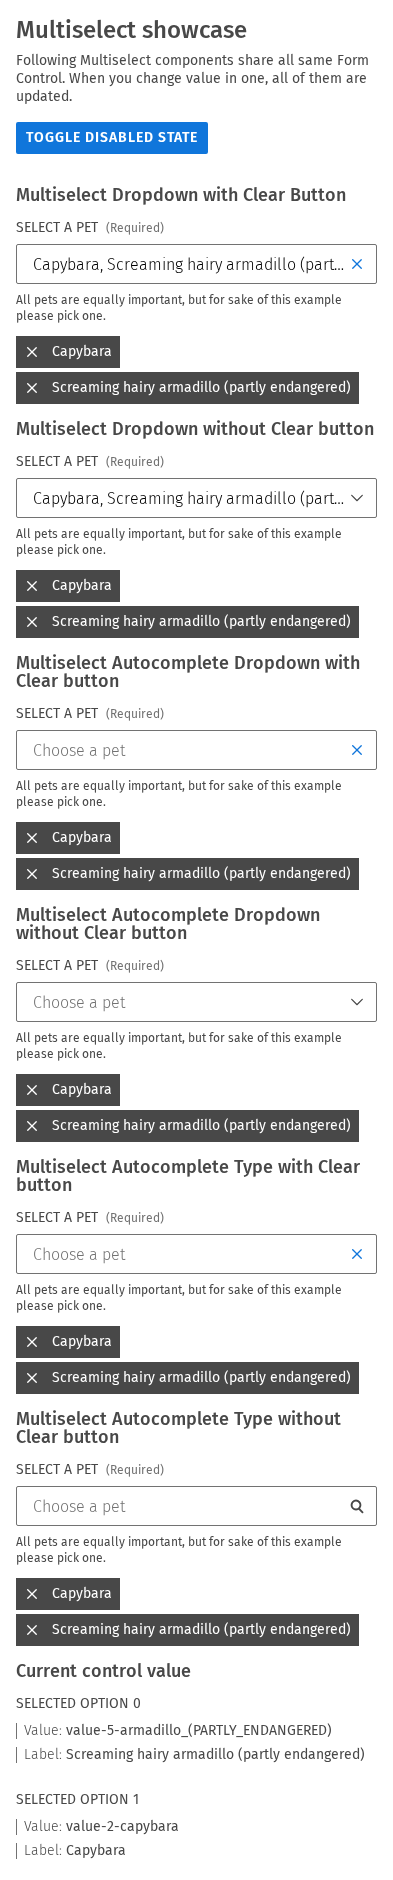 Multiselect showcase
Following Multiselect components share all same Form
Control. When you change value in one, all of them are
updated.
TOGGLE DISABLED STATE
Multiselect Dropdown with Clear Button
SELECT A PET (Required)
Capybara, Screaming hairy armadillo (part...
All pets are equally important, but for sake of this example
please pick one.
Capybara
Screaming hairy armadillo (partly endangered)
Multiselect Dropdown without Clear button
SELECT A PET (Required)
Capybara, Screaming hairy armadillo (part...
All pets are equally important, but for sake of this example
please pick one.
Capybara
Screaming hairy armadillo (partly endangered)
Multiselect Autocomplete Dropdown with
Clear button
SELECT A PET (Required)
Choose a pet
All pets are equally important, but for sake of this example
please pick one.
Capybara
Screaming hairy armadillo (partly endangered)
Multiselect Autocomplete Dropdown
without Clear button
SELECT A PET (Required)
Choose a pet
All pets are equally important, but for sake of this example
please pick one.
Capybara
Screaming hairy armadillo (partly endangered)
Multiselect Autocomplete Type with Clear
button
SELECT A PET (Required)
Choose a pet
All pets are equally important, but for sake of this example
please pick one.
Capybara
Screaming hairy armadillo (partly endangered)
Multiselect Autocomplete Type without
Clear button
SELECT A PET (Required)
Choose a pet
All pets are equally important, but for sake of this example
please pick one.
Capybara
Screaming hairy armadillo (partly endangered)
Current control value
SELECTED OPTION 0
Value: value-5-armadillo_(PARTLY_ENDANGERED)
Label: Screaming hairy armadillo (partly endangered)
SELECTED OPTION 1
Value: value-2-capybara
Label: Capybara